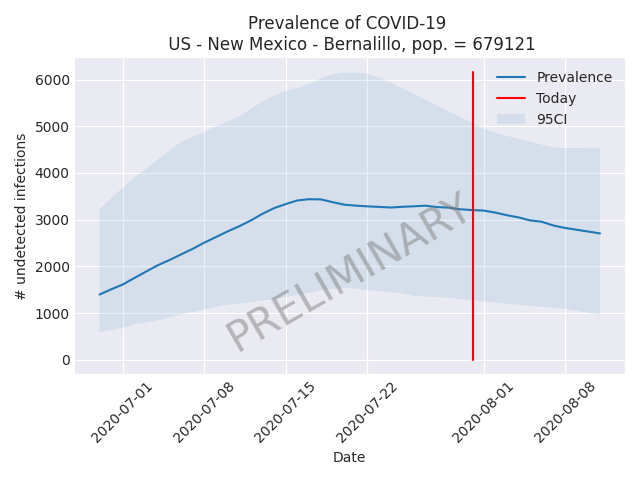 Prevalence of COVID-19
US - New Mexico - Bernalillo, pop. = 679121
# undetected infections
6000
5000
4000
3000
2000
1000
0
Prevalence
Today
95CI
PRELIMINARY
2020-07-01
2020-07-08
2020-07-15
2020-07-22
2020-08-01
2020-08-08
Date